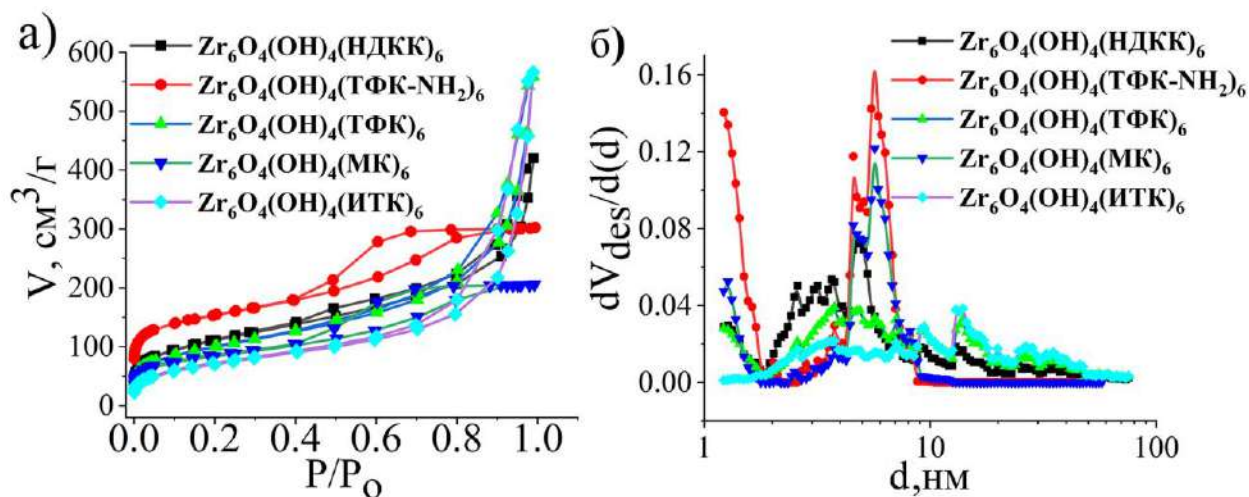 а)
V, см³/г
600
500
400
300
200
100
0
Zr₆O₄(OH)₄(НДКК)₆
Zr₆O₄(OH)₄(ТФК-NH₂)₆
Zr₆O₄(OH)₄(ТФК)₆
Zr₆O₄(OH)₄(МК)₆
Zr₆O₄(OH)₄(ИТК)₆
0.0 0.2 0.4 0.6 0.8 1.0
P/P₀
б)
dV_des/d(d)
0.16
0.12
0.08
0.04
0.00
Zr₆O₄(OH)₄(НДКК)₆
Zr₆O₄(OH)₄(ТФК-NH₂)₆
Zr₆O₄(OH)₄(ТФК)₆
Zr₆O₄(OH)₄(МК)₆
Zr₆O₄(OH)₄(ИТК)₆
1 10 100
d,нм